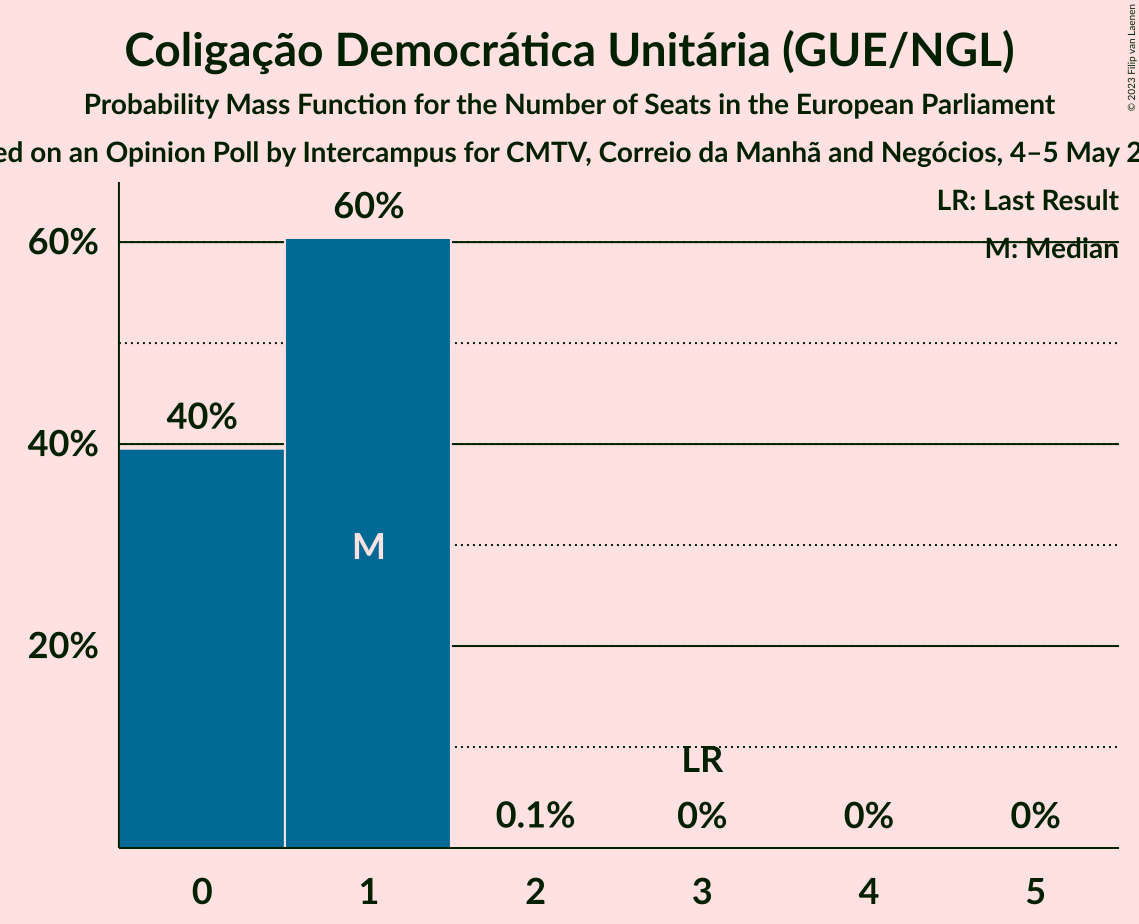 Coligação Democrática Unitária (GUE/NGL)
Probability Mass Function for the Number of Seats in the European Parliament
on an Opinion Poll by Intercampus for CMTV, Correio da Manhã and Negócios, 4–5 May
© 2023 Filip van Laenen
LR: Last Result
M: Median
60%
60%
40%
40%
M
20%
LR
0.1%
0%
0%
0%
0
1
2
3
4
5